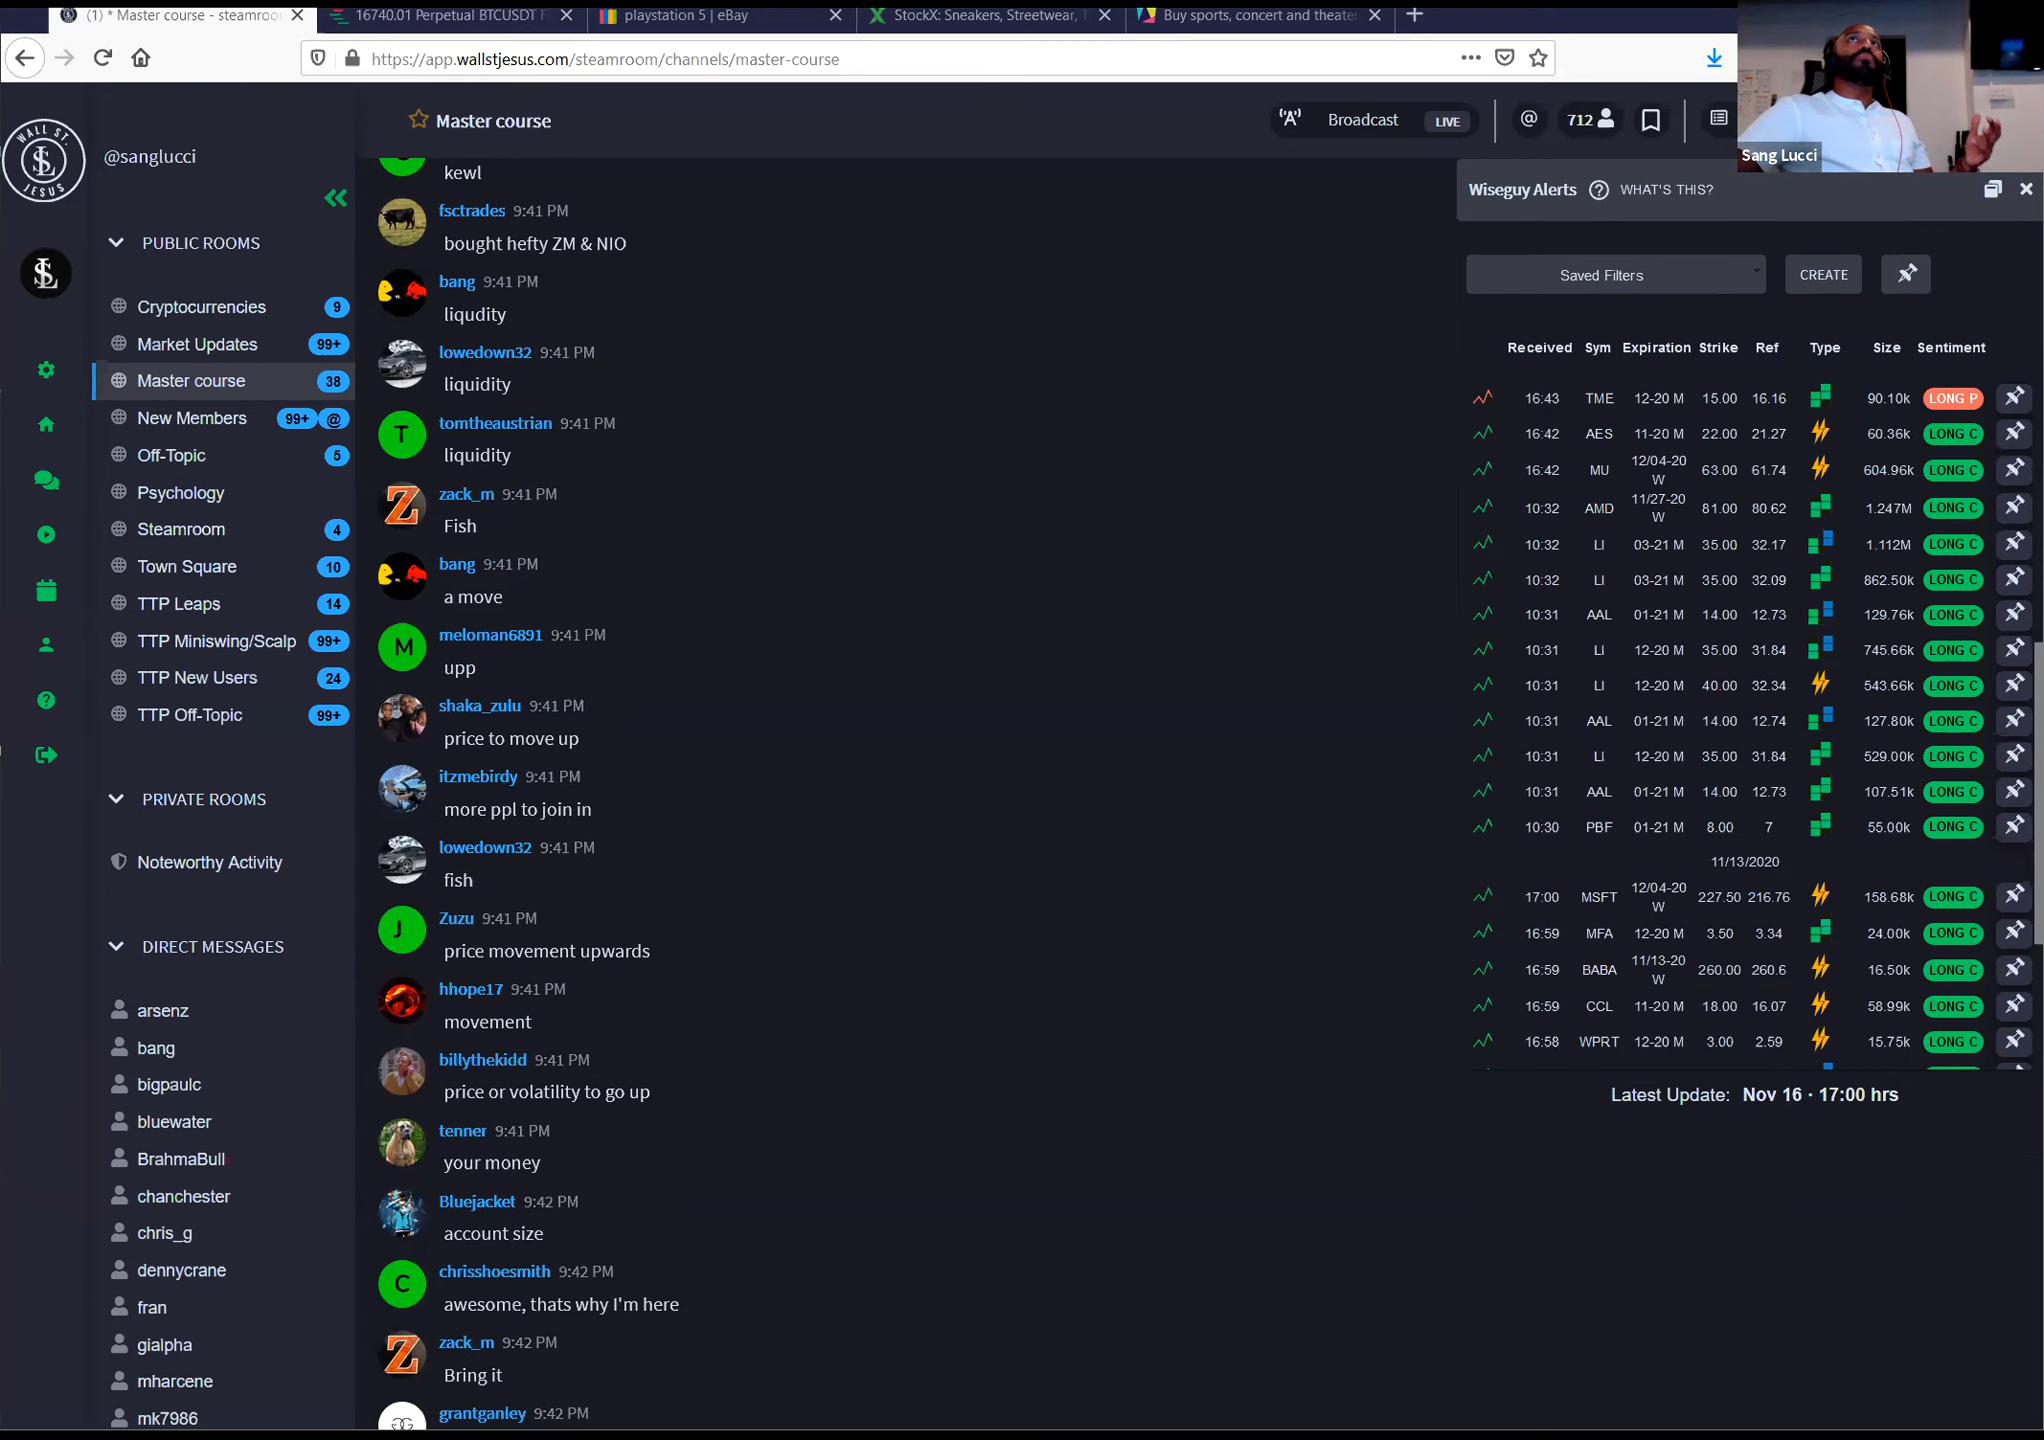 (1) * Master course - steamroo
16740.01 Perpetual BTCUSDT F
playstation 5 | eBay
StockX: Sneakers, Streetwear, T
Buy sports, concert and theate
https://app.wallstjesus.com/steamroom/channels/master-course
Sang Lucci
WALL ST.
JESUS
@sanglucci
PUBLIC ROOMS
Cryptocurrencies 9
Market Updates 99+
Master course 38
New Members 99+ @
Off-Topic 5
Psychology
Steamroom 4
Town Square 10
TTP Leaps 14
TTP Miniswing/Scalp 99+
TTP New Users 24
TTP Off-Topic 99+
PRIVATE ROOMS
Noteworthy Activity
DIRECT MESSAGES
arsenz
bang
bigpaulc
bluewater
BrahmaBull
chanchester
chris_g
dennycrane
fran
gialpha
mharcene
mk7986
Master course
Broadcast LIVE
@ 712
kewl
fsctrades 9:41 PM
bought hefty ZM & NIO
bang 9:41 PM
liqudity
lowedown32 9:41 PM
liquidity
T
tomtheaustrian 9:41 PM
liquidity
Z
zack_m 9:41 PM
Fish
bang 9:41 PM
a move
M
meloman6891 9:41 PM
upp
shaka_zulu 9:41 PM
price to move up
itzmebirdy 9:41 PM
more ppl to join in
lowedown32 9:41 PM
fish
J
Zuzu 9:41 PM
price movement upwards
hhope17 9:41 PM
movement
billythekidd 9:41 PM
price or volatility to go up
tenner 9:41 PM
your money
Bluejacket 9:42 PM
account size
C
chrisshoesmith 9:42 PM
awesome, thats why I'm here
Z
zack_m 9:42 PM
Bring it
grantganley 9:42 PM
Wiseguy Alerts ? WHAT'S THIS?
Saved Filters CREATE
Received Sym Expiration Strike Ref Type Size Sentiment
16:43 TME 12-20 M 15.00 16.16 90.10k LONG P
16:42 AES 11-20 M 22.00 21.27 60.36k LONG C
16:42 MU 12/04-20 W 63.00 61.74 604.96k LONG C
10:32 AMD 11/27-20 W 81.00 80.62 1.247M LONG C
10:32 LI 03-21 M 35.00 32.17 1.112M LONG C
10:32 LI 03-21 M 35.00 32.09 862.50k LONG C
10:31 AAL 01-21 M 14.00 12.73 129.76k LONG C
10:31 LI 12-20 M 35.00 31.84 745.66k LONG C
10:31 LI 12-20 M 40.00 32.34 543.66k LONG C
10:31 AAL 01-21 M 14.00 12.74 127.80k LONG C
10:31 LI 12-20 M 35.00 31.84 529.00k LONG C
10:31 AAL 01-21 M 14.00 12.73 107.51k LONG C
10:30 PBF 01-21 M 8.00 7 55.00k LONG C
11/13/2020
17:00 MSFT 12/04-20 W 227.50 216.76 158.68k LONG C
16:59 MFA 12-20 M 3.50 3.34 24.00k LONG C
16:59 BABA 11/13-20 W 260.00 260.6 16.50k LONG C
16:59 CCL 11-20 M 18.00 16.07 58.99k LONG C
16:58 WPRT 12-20 M 3.00 2.59 15.75k LONG C
Latest Update: Nov 16 · 17:00 hrs